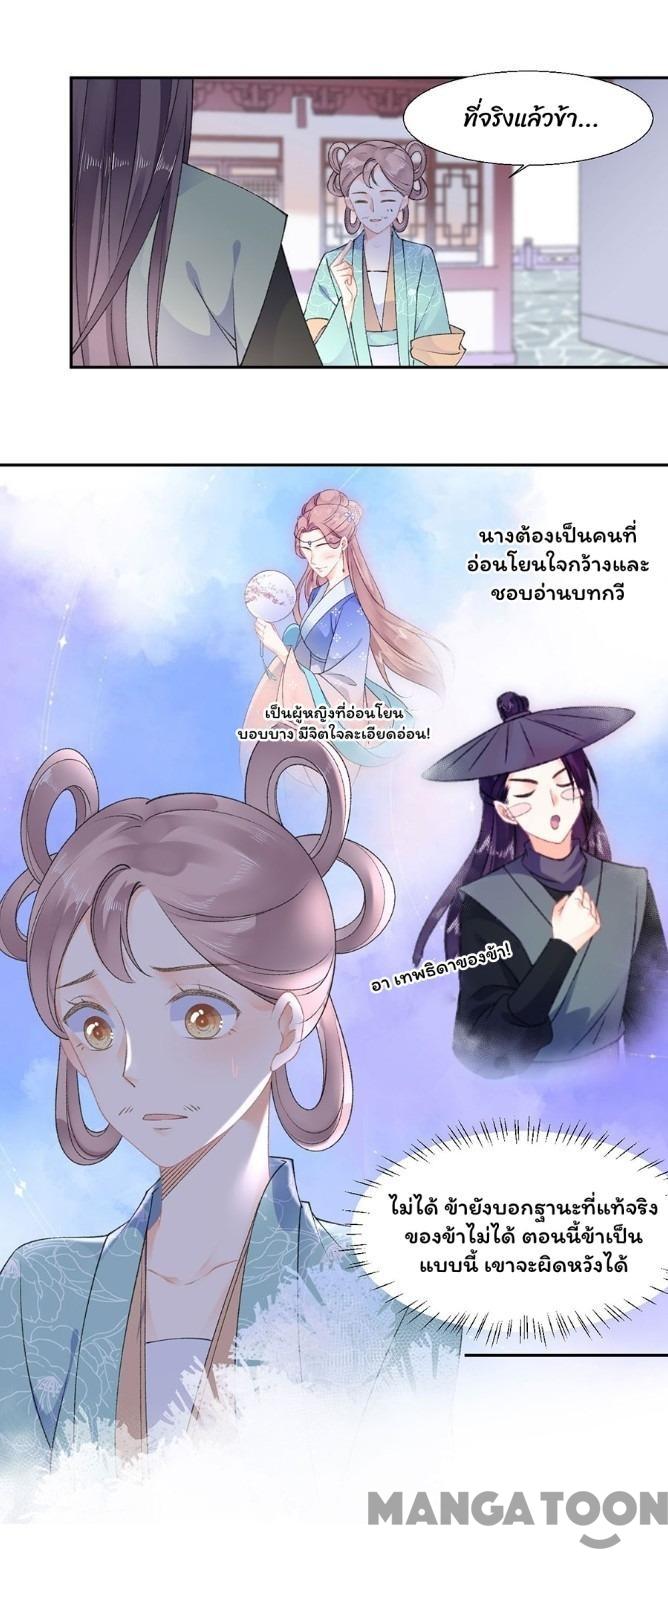 ที่จริงแล้วข้า...
นางต้องเป็นคนที่
อ่อนโยนใจกว้างและ
ชอบอ่านบทกวี
เป็นผู้หญิงที่อ่อนโยน
บอบบาง มีจิตใจละเอียดอ่อน!
อา เทพธิดาของข้า!
ไม่ได้ ข้ายังบอกฐานะที่แท้จริง
ของข้าไม่ได้ ตอนนี้ข้าเป็น
แบบนี้ เขาจะผิดหวังได้
MANGATOON